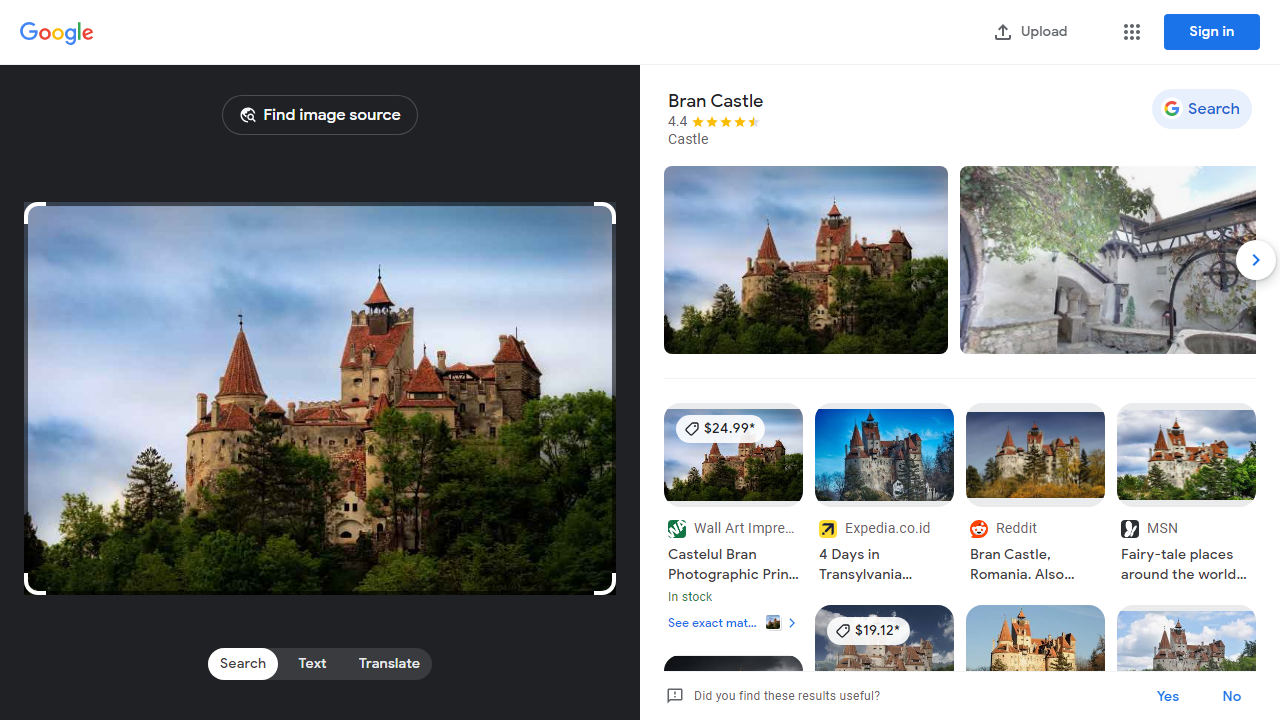 Google
Upload
Sign in
Find image source
Search
Text
Translate
Bran Castle
4.4
Castle
Search
$24.99*
Wall Art Impre...
Castelul Bran
Photographic Prin...
In stock
See exact mat...
Expedia.co.id
4 Days in
Transylvania...
Reddit
Bran Castle,
Romania. Also...
MSN
Fairy-tale places
around the world...
$19.12*
Did you find these results useful?
Yes
No